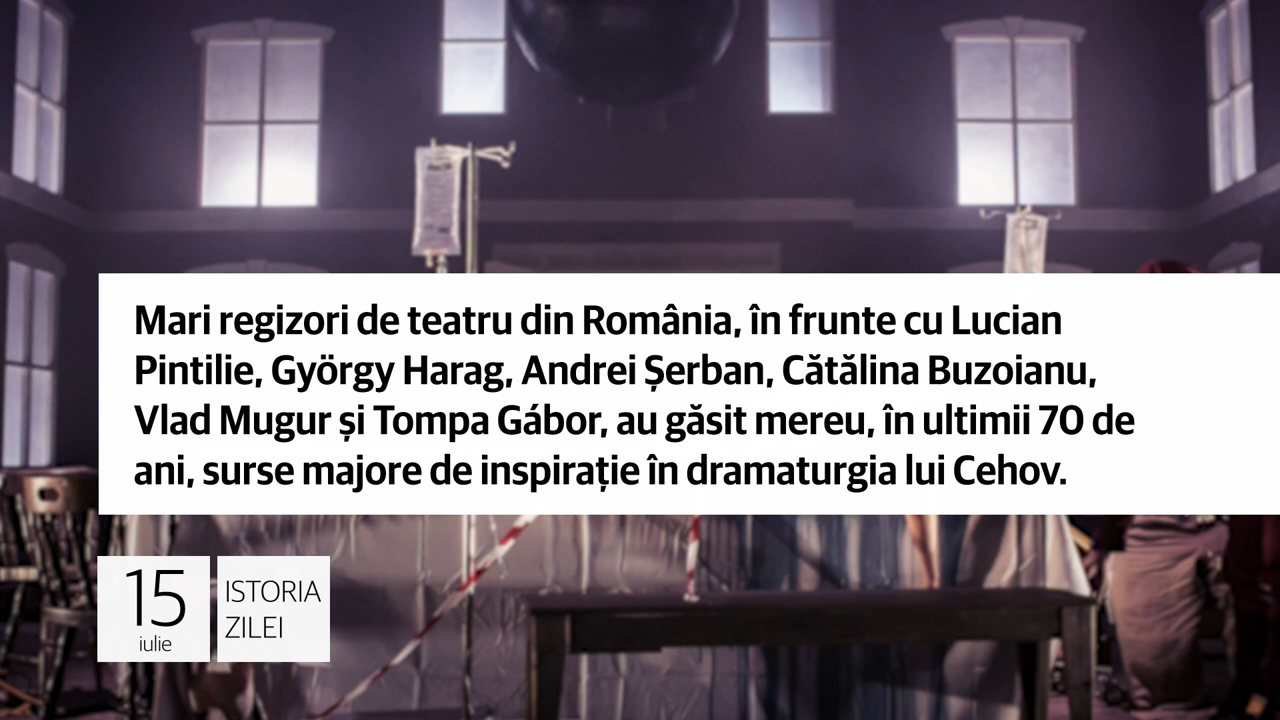 Mari regizori de teatru din România, în frunte cu Lucian
Pintilie, György Harag, Andrei Șerban, Cătălina Buzoianu,
Vlad Mugur și Tompa Gábor, au găsit mereu, în ultimii 70 de
ani, surse majore de inspirație în dramaturgia lui Cehov.
15
iulie
ISTORIA
ZILEI